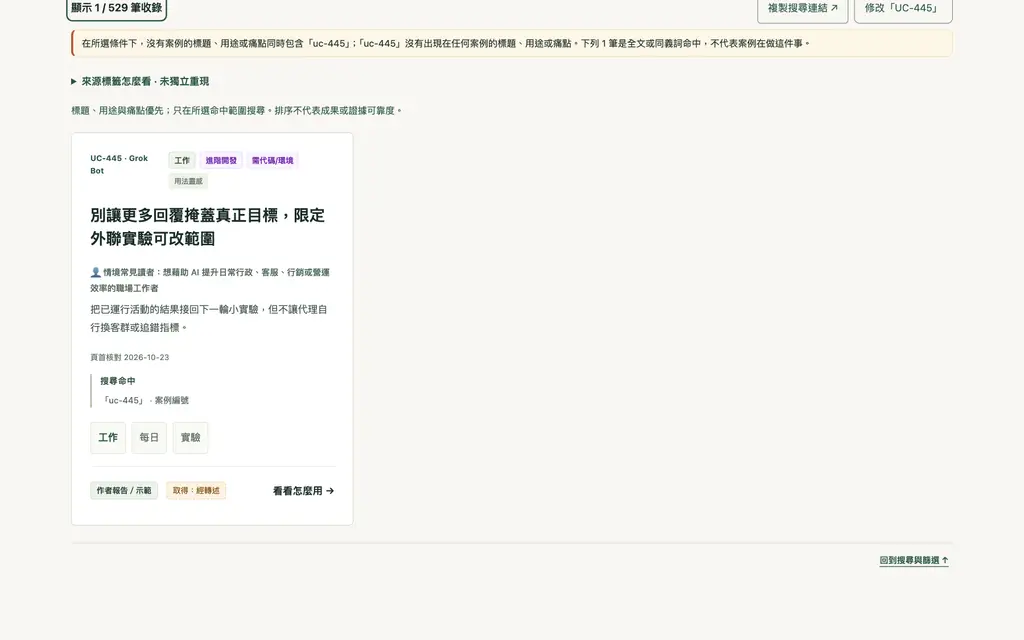 顯示 1 / 529 筆收錄
複製搜尋連結 ↗
修改「UC-445」
在所選條件下，沒有案例的標題、用途或痛點同時包含「uc-445」；「uc-445」沒有出現在任何案例的標題、用途或痛點。下列 1 筆是全文或同義詞命中，不代表案例在做這件事。
▶ 來源標籤怎麼看 · 未獨立重現
標題、用途與痛點優先；只在所選命中範圍搜尋。排序不代表成果或證據可靠度。
UC-445 · Grok
Bot
工作
進階開發
需代碼/環境
用法靈感
別讓更多回覆掩蓋真正目標，限定
外聯實驗可改範圍
情境常見讀者：想藉助 AI 提升日常行政、客服、行銷或營運
效率的職場工作者
把已運行活動的結果接回下一輪小實驗，但不讓代理自
行換客群或追錯指標。
頁首核對 2026-10-23
搜尋命中
「uc-445」 · 案例編號
工作
每日
實驗
作者報告 / 示範
取得：經轉述
看看怎麼用 →
回到搜尋與篩選 ↑